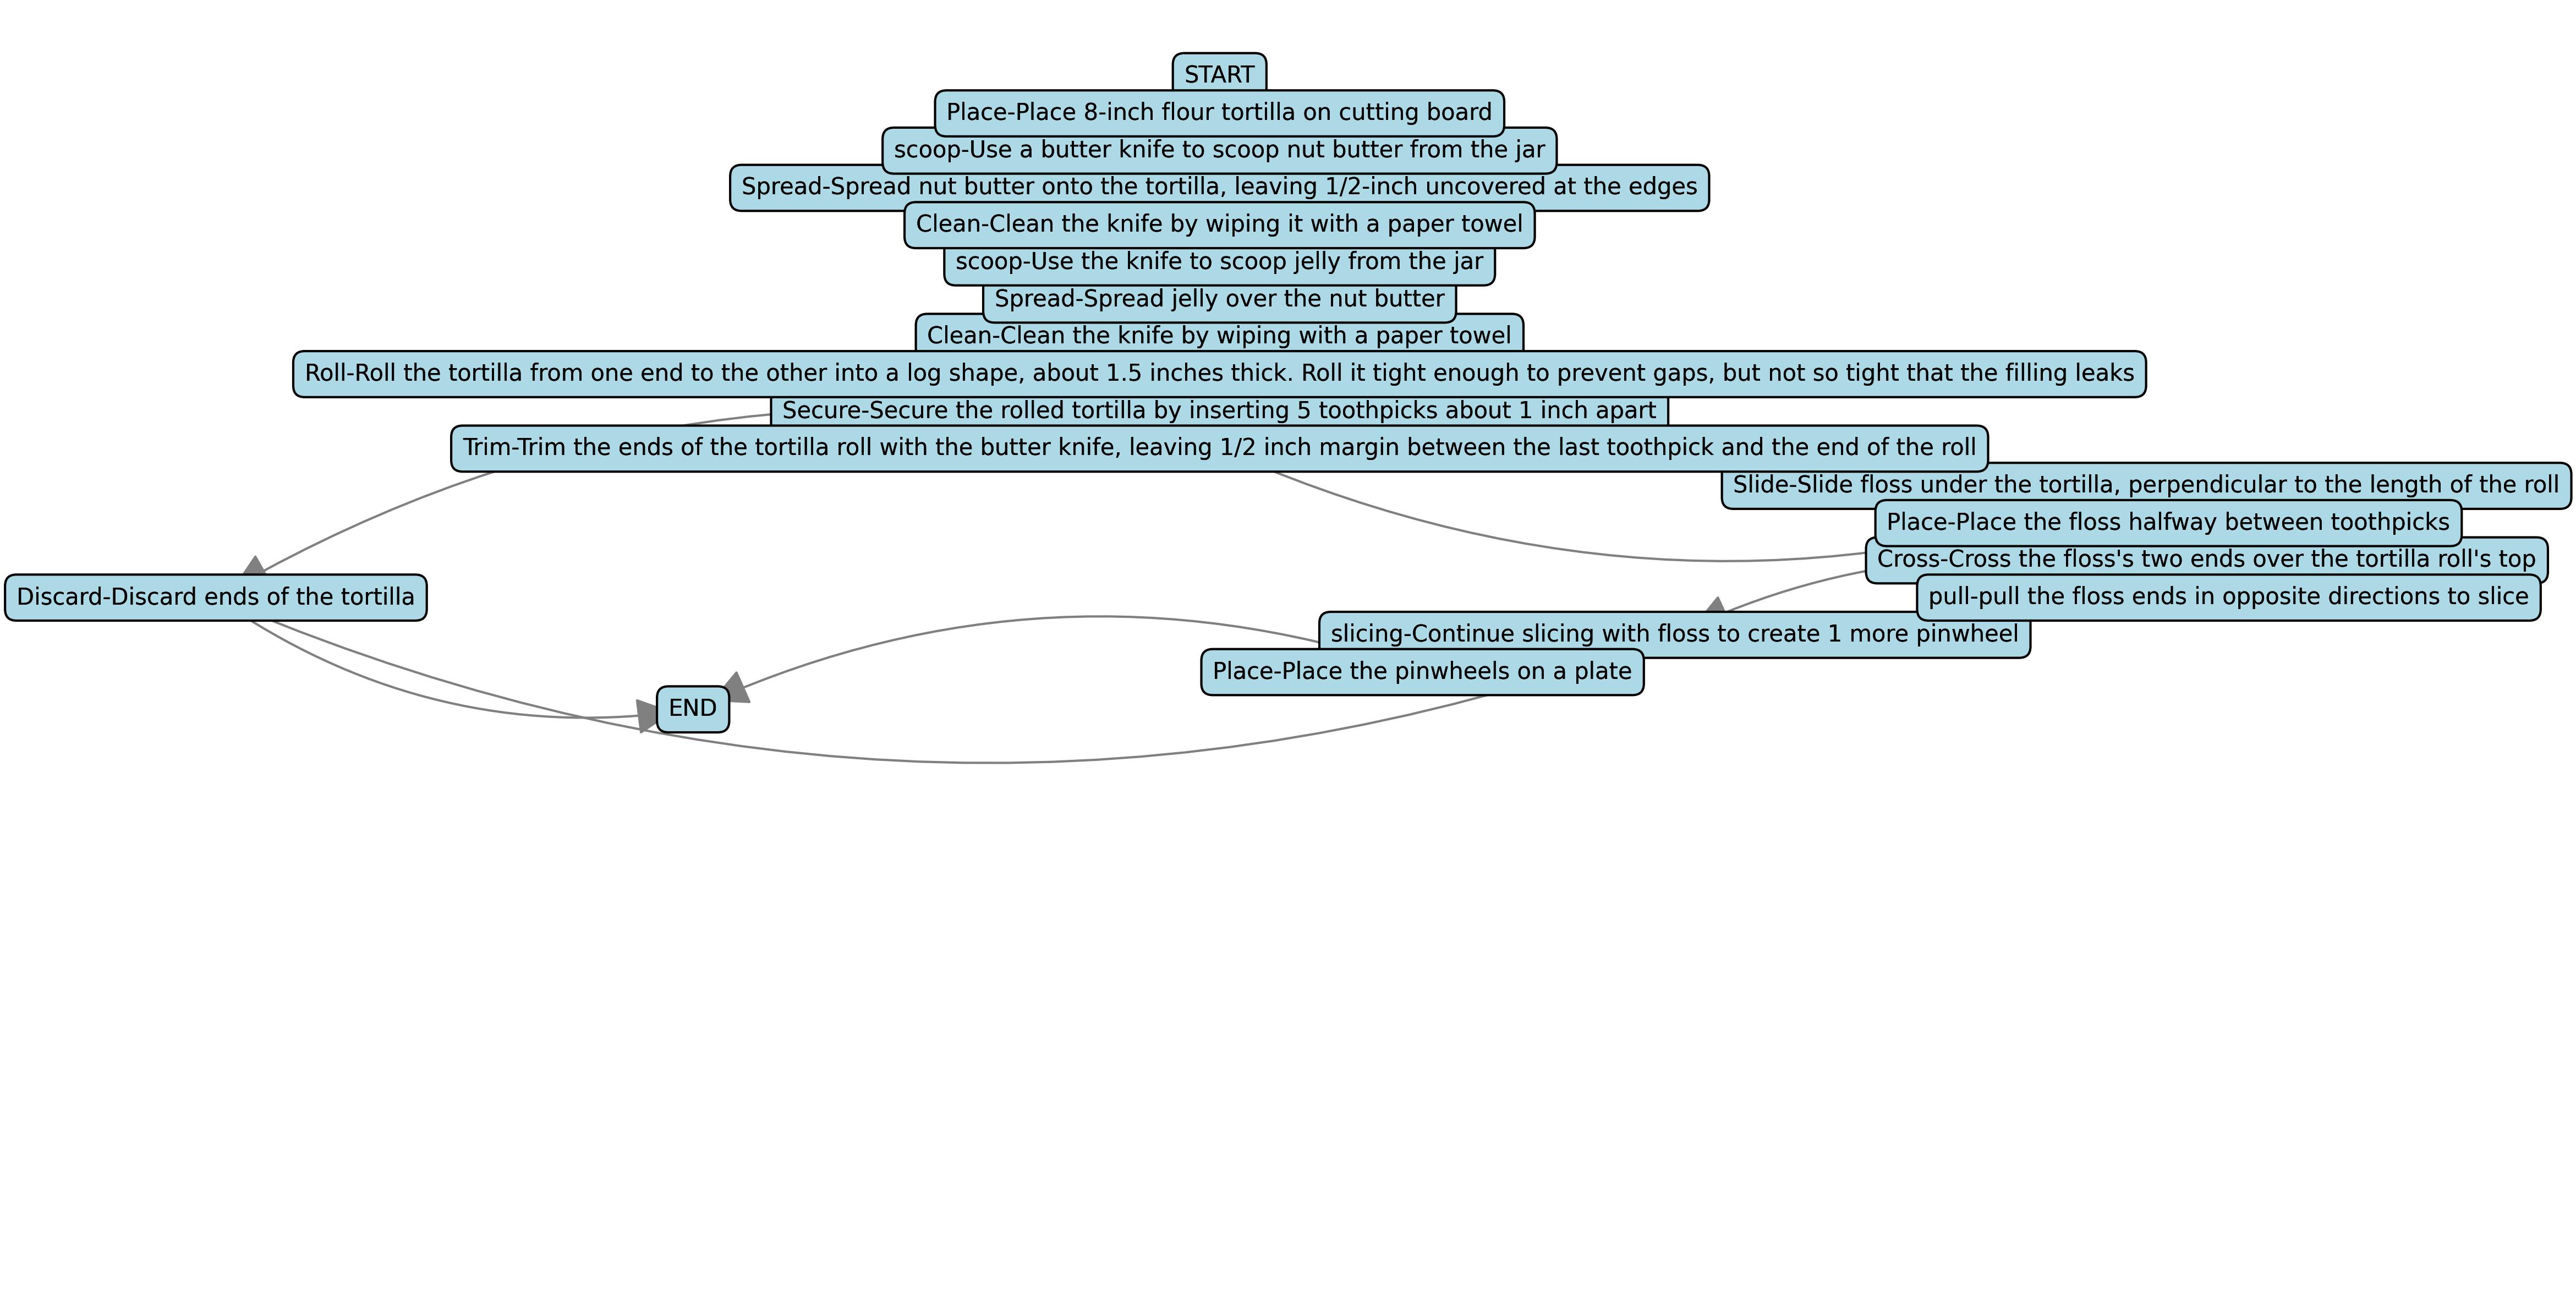 START
Place-Place 8-inch flour tortilla on cutting board
scoop-Use a butter knife to scoop nut butter from the jar
Spread-Spread nut butter onto the tortilla, leaving 1/2-inch uncovered at the edges
Clean-Clean the knife by wiping it with a paper towel
scoop-Use the knife to scoop jelly from the jar
Spread-Spread jelly over the nut butter
Clean-Clean the knife by wiping with a paper towel
Roll-Roll the tortilla from one end to the other into a log shape, about 1.5 inches thick. Roll it tight enough to prevent gaps, but not so tight that the filling leaks
Secure-Secure the rolled tortilla by inserting 5 toothpicks about 1 inch apart
Trim-Trim the ends of the tortilla roll with the butter knife, leaving 1/2 inch margin between the last toothpick and the end of the roll
Slide-Slide floss under the tortilla, perpendicular to the length of the roll
Place-Place the floss halfway between toothpicks
Cross-Cross the floss's two ends over the tortilla roll's top
Discard-Discard ends of the tortilla
pull-pull the floss ends in opposite directions to slice
slicing-Continue slicing with floss to create 1 more pinwheel
Place-Place the pinwheels on a plate
END